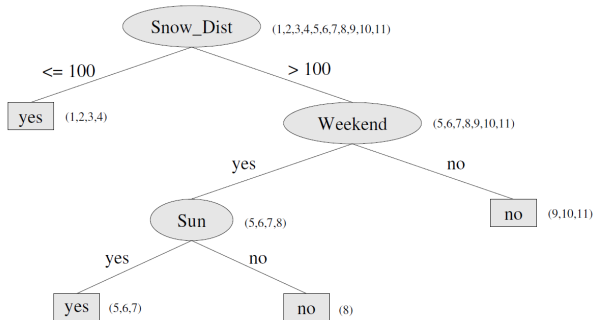 Snow_Dist (1,2,3,4,5,6,7,8,9,10,11)
<= 100 > 100
yes (1,2,3,4) Weekend (5,6,7,8,9,10,11)
yes no
Sun (5,6,7,8) no (9,10,11)
yes no
yes (5,6,7) no (8)